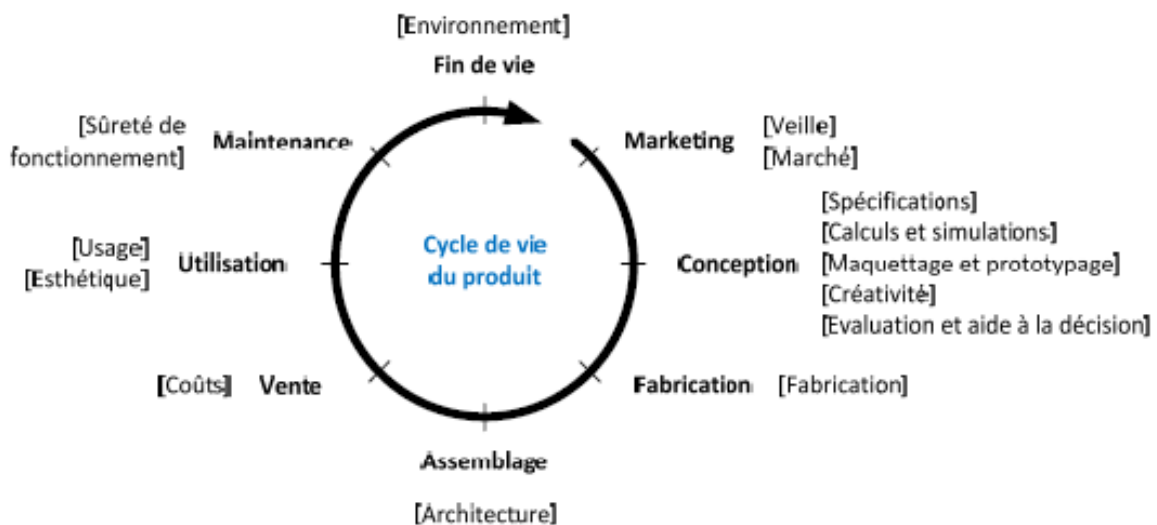 [Environnement]
Fin de vie
[Sûreté de
fonctionnement]
Maintenance
Marketing
[Veille]
[Marché]
[Usage]
[Esthétique]
Utilisation
Cycle de vie
du produit
Conception
[Spécifications]
[Calculs et simulations]
[Maquettage et prototypage]
[Créativité]
[Evaluation et aide à la décision]
[Coûts]
Vente
Fabrication
[Fabrication]
Assemblage
[Architecture]